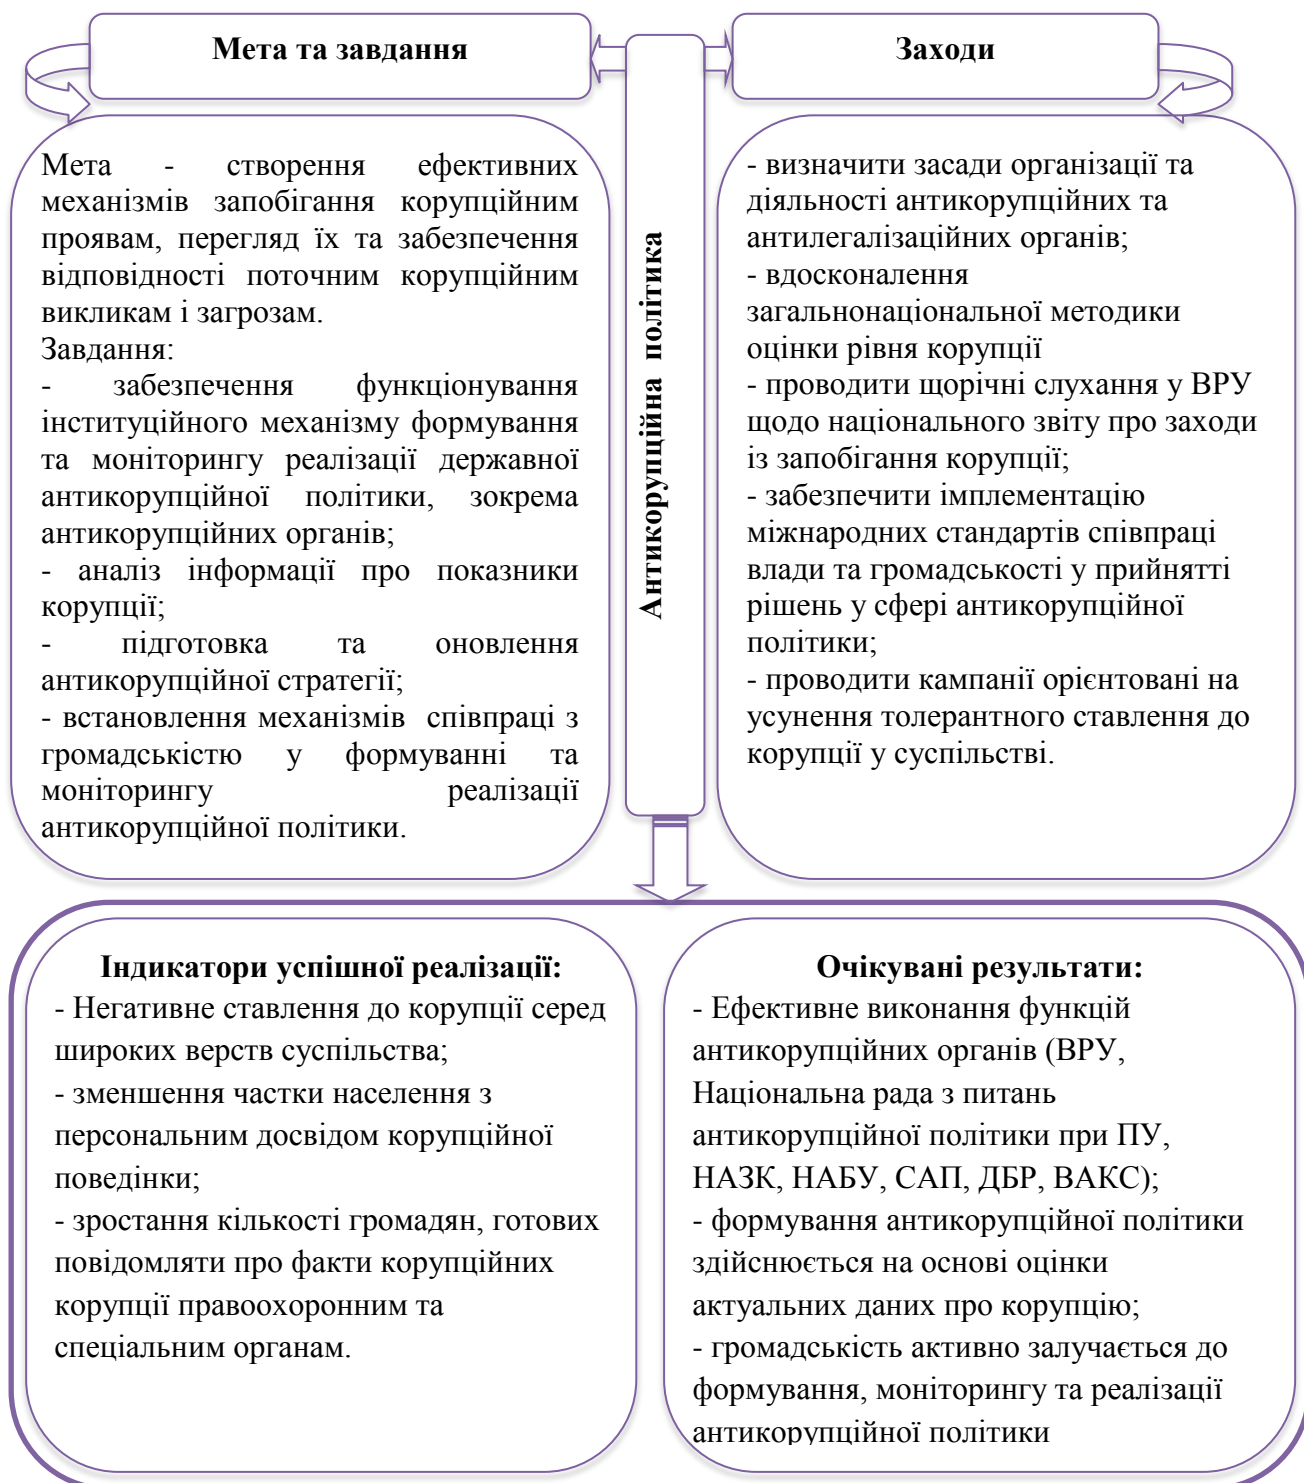 Мета та завдання
Мета - створення ефективних
механізмів запобігання корупційним
проявам, перегляд їх та забезпечення
відповідності поточним корупційним
викликам і загрозам.
Завдання:
- забезпечення функціонування
інституційного механізму формування
та моніторингу реалізації державної
антикорупційної політики, зокрема
антикорупційних органів;
- аналіз інформації про показники
корупції;
- підготовка та оновлення
антикорупційної стратегії;
- встановлення механізмів співпраці з
громадськістю у формуванні та
моніторингу реалізації
антикорупційної політики.
Антикорупційна політика
Заходи
- визначити засади організації та
діяльності антикорупційних та
антилегалізаційних органів;
- вдосконалення
загальнонаціональної методики
оцінки рівня корупції
- проводити щорічні слухання у ВРУ
щодо національного звіту про заходи
із запобігання корупції;
- забезпечити імплементацію
міжнародних стандартів співпраці
влади та громадськості у прийнятті
рішень у сфері антикорупційної
політики;
- проводити кампанії орієнтовані на
усунення толерантного ставлення до
корупції у суспільстві.
Індикатори успішної реалізації:
- Негативне ставлення до корупції серед
широких верств суспільства;
- зменшення частки населення з
персональним досвідом корупційної
поведінки;
- зростання кількості громадян, готових
повідомляти про факти корупційних
корупції правоохоронним та
спеціальним органам.
Очікувані результати:
- Ефективне виконання функцій
антикорупційних органів (ВРУ,
Національна рада з питань
антикорупційної політики при ПУ,
НАЗК, НАБУ, САП, ДБР, ВАКС);
- формування антикорупційної політики
здійснюється на основі оцінки
актуальних даних про корупцію;
- громадськість активно залучається до
формування, моніторингу та реалізації
антикорупційної політики